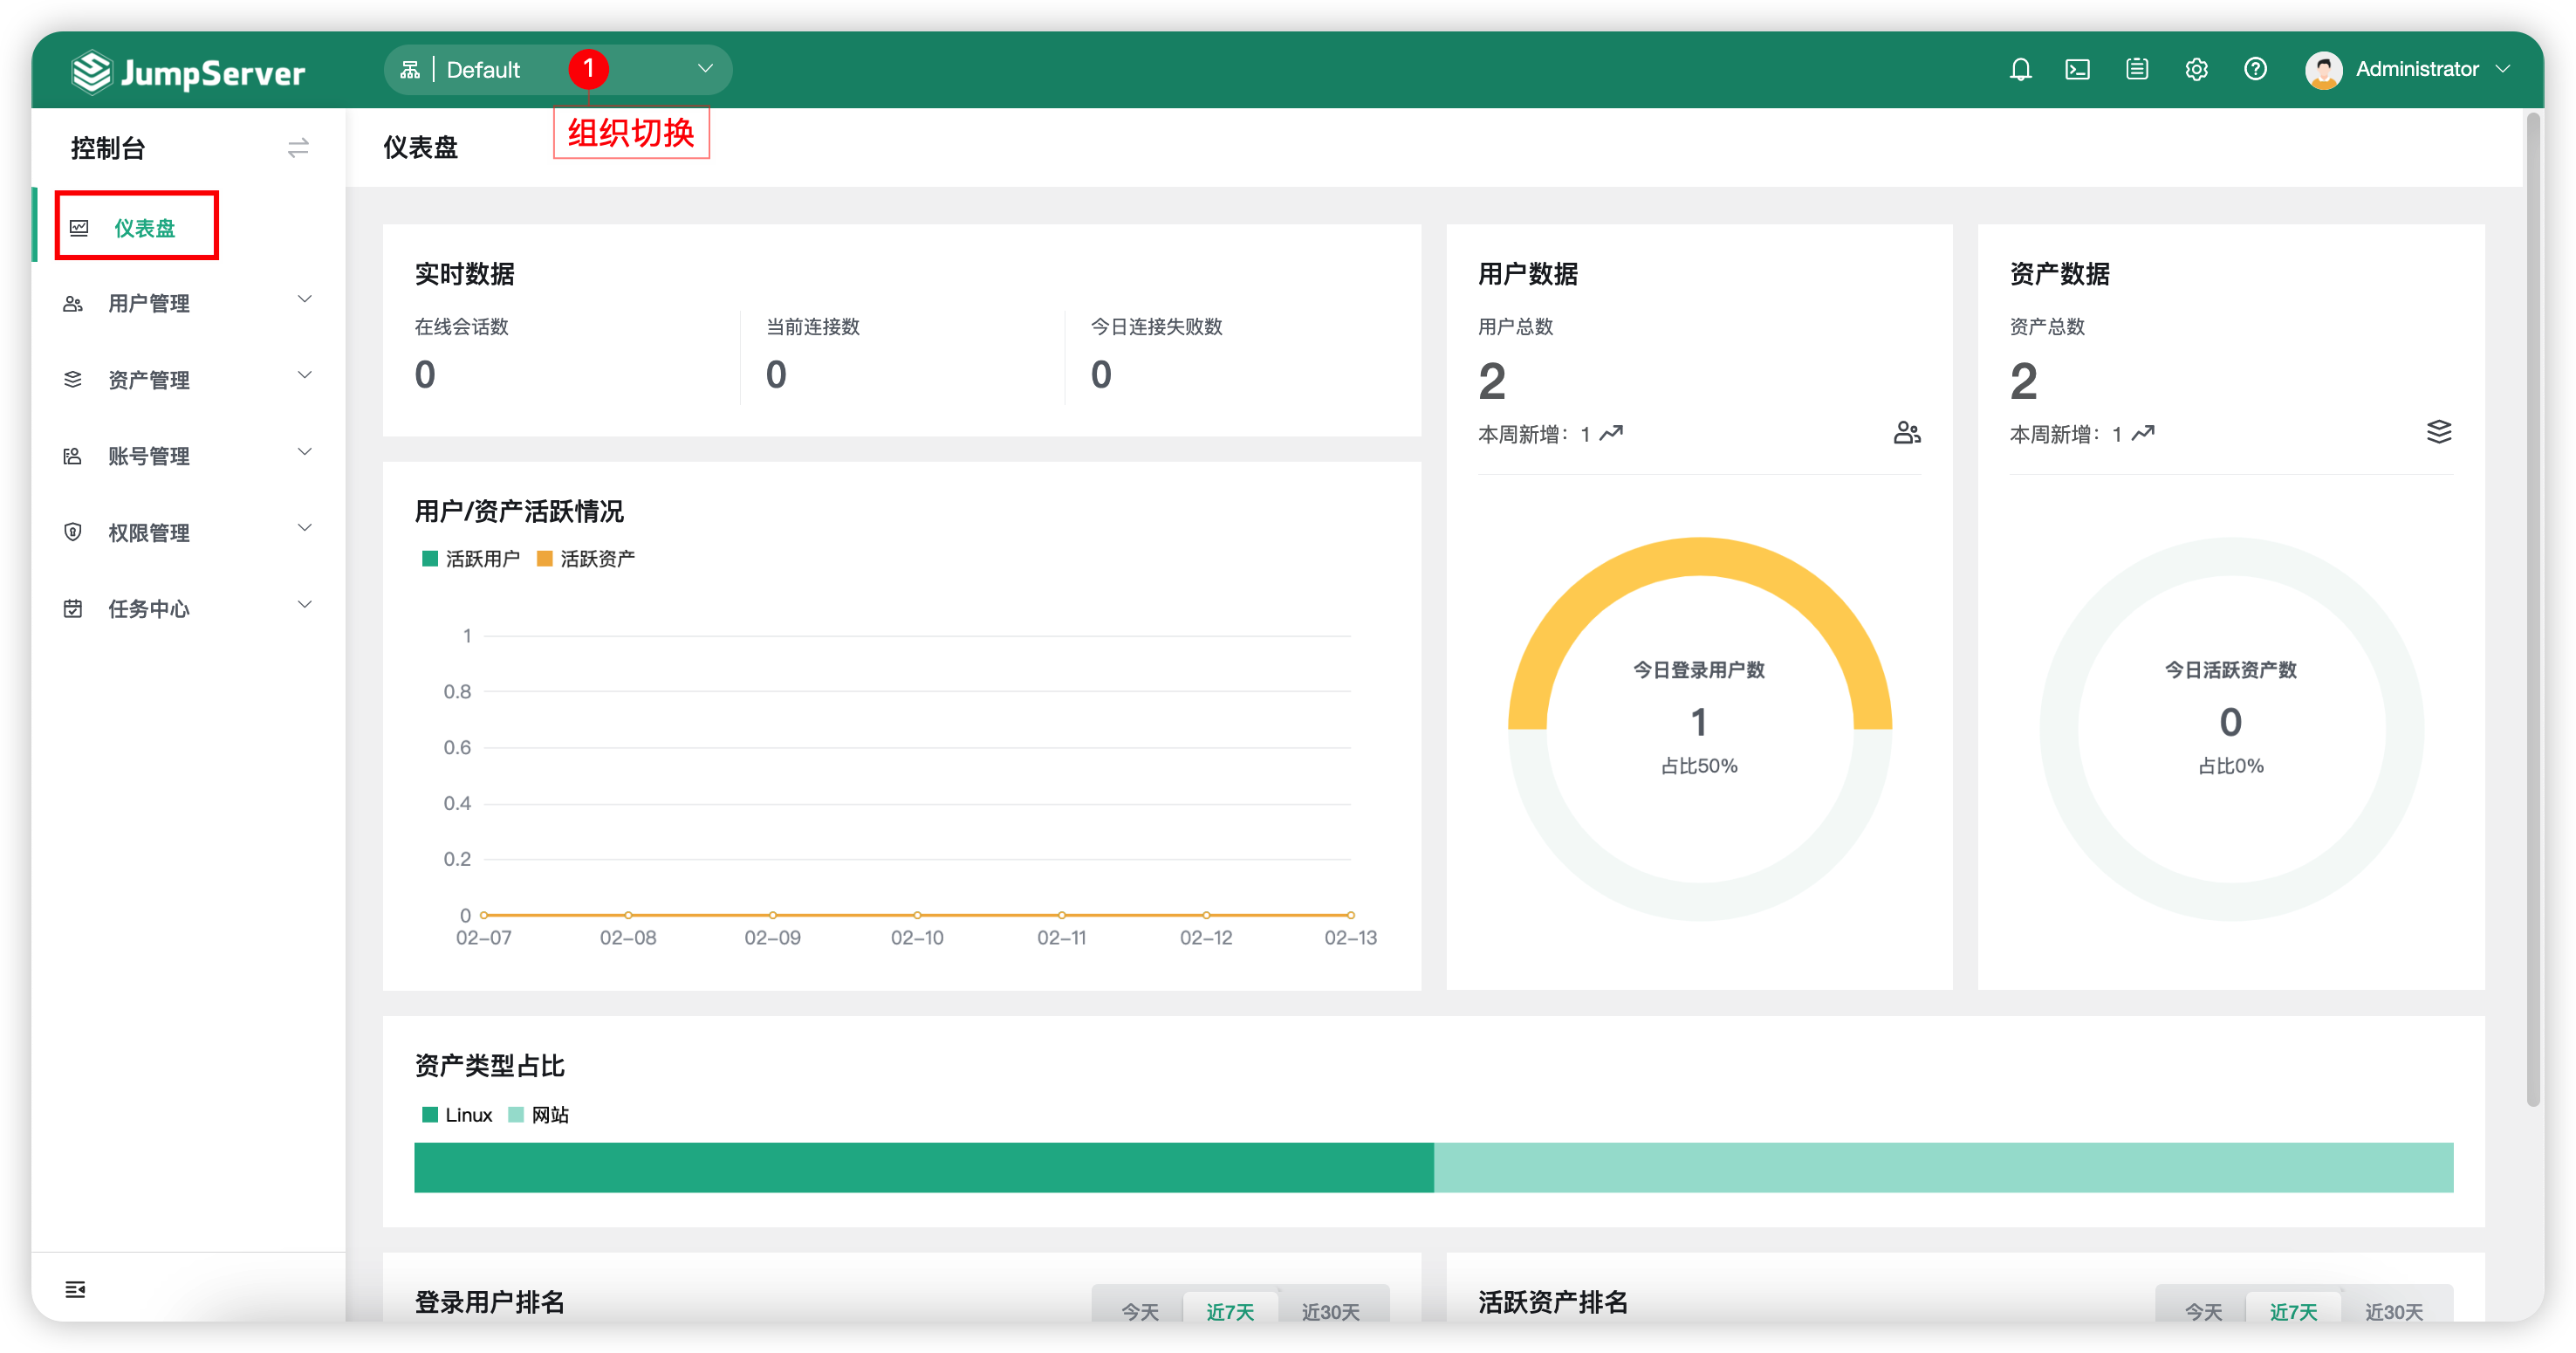 JumpServer
Default
1
Administrator
组织切换
控制台
仪表盘
用户管理
资产管理
账号管理
权限管理
任务中心
仪表盘
实时数据
在线会话数
0
当前连接数
0
今日连接失败数
0
用户数据
用户总数
2
本周新增：1
今日登录用户数
1
占比50%
资产数据
资产总数
2
本周新增：1
今日活跃资产数
0
占比0%
用户/资产活跃情况
活跃用户 活跃资产
1
0.8
0.6
0.4
0.2
0
02-07 02-08 02-09 02-10 02-11 02-12 02-13
资产类型占比
Linux 网站
登录用户排名
今天 近7天 近30天
活跃资产排名
今天 近7天 近30天